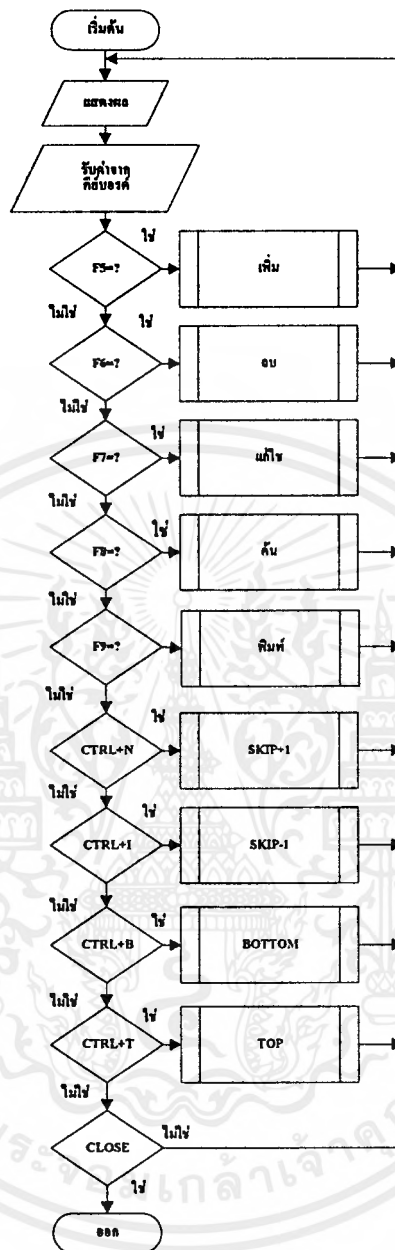 เริ่มต้น
แสดงผล
รับค่าจาก
คีย์บอรด์
F5=?
ใช่
เพิ่ม
ไม่ใช่
F6=?
ใช่
ลบ
ไม่ใช่
F7=?
ใช่
แก้ไข
ไม่ใช่
F8=?
ใช่
ค้น
ไม่ใช่
F9=?
พิมพ์
ไม่ใช่
CTRL+N
ใช่
SKIP+1
ไม่ใช่
CTRL+I
ใช่
SKIP-1
ไม่ใช่
CTRL+B
ใช่
BOTTOM
ไม่ใช่
CTRL+T
ใช่
TOP
ไม่ใช่
CLOSE
ไม่ใช่
ใช่
ออก